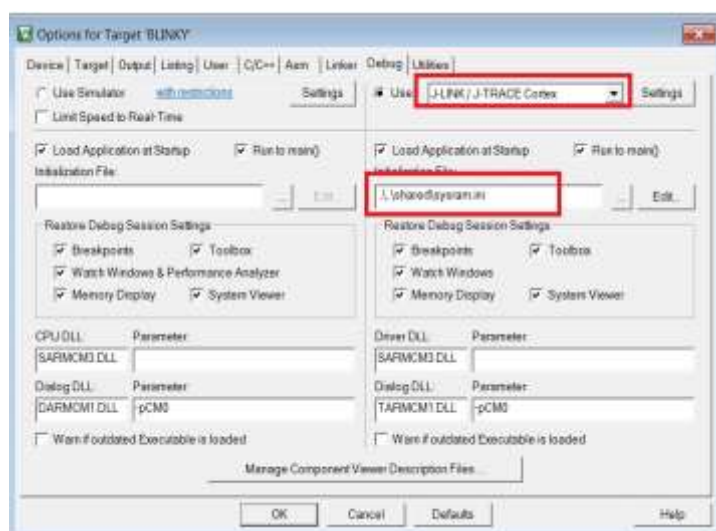 Options for Target 'BLINKY'
Device | Target | Output | Listing | User | C/C++ | Asm | Linker | Debug | Utilities
Use Simulator with restrictions Settings
Limit Speed to Real-Time
Use: J-LINK / J-TRACE Cortex Settings
Load Application at Startup Run to main()
Initialization File:
... Edit...
Restore Debug Session Settings
Breakpoints Toolbox
Watch Windows & Performance Analyzer
Memory Display System Viewer
CPU DLL: Parameter:
SARMCM3.DLL
Dialog DLL: Parameter:
DARMCM1.DLL -pCM0
Warn if outdated Executable is loaded
Load Application at Startup Run to main()
Initialization File:
.\..\shared\sysram.ini ... Edit...
Restore Debug Session Settings
Breakpoints Toolbox
Watch Windows
Memory Display System Viewer
Driver DLL: Parameter:
SARMCM3.DLL
Dialog DLL: Parameter:
TARMCM1.DLL -pCM0
Warn if outdated Executable is loaded
Manage Component Viewer Description Files ...
OK Cancel Defaults Help